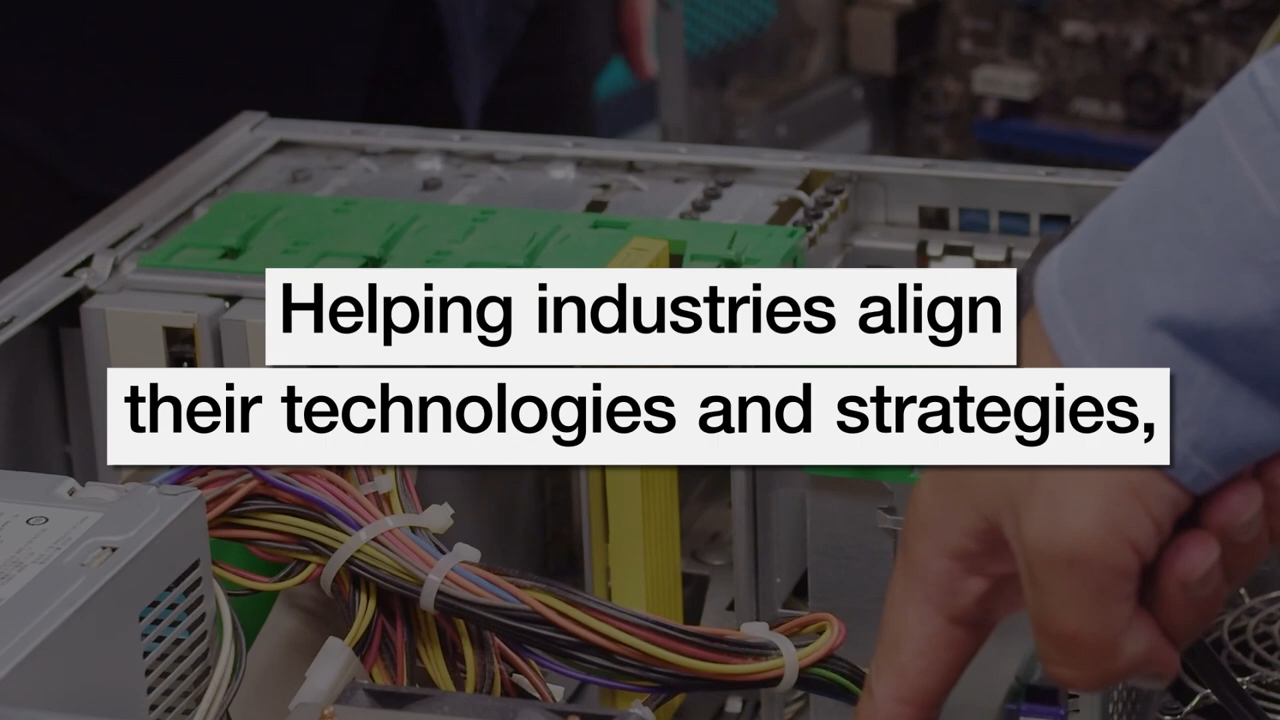 Helping industries align
their technologies and strategies,